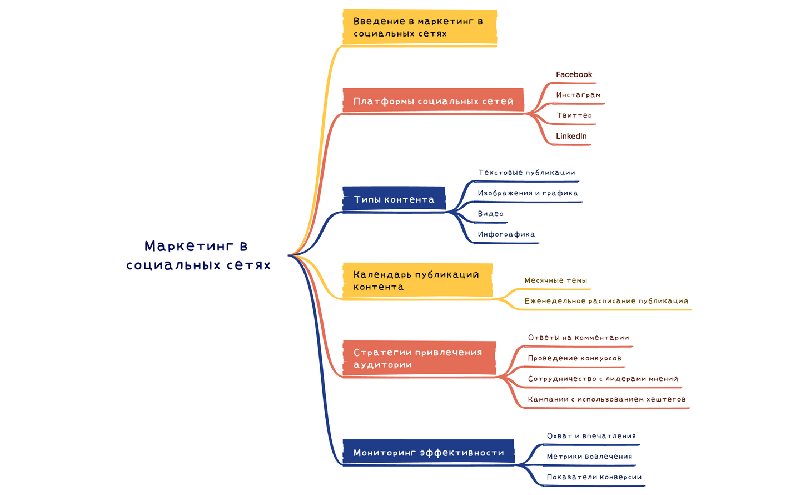 Введение в маркетинг в
социальных сетях
Платформы социальных сетей
Facebook
Инстаграм
Твиттер
LinkedIn
Типы контента
Текстовые публикации
Изображения и графика
Видео
Инфографика
Маркетинг в
социальных сетях
Календарь публикаций
контента
Месячные темы
Еженедельное расписание публикаций
Стратегии привлечения
аудитории
Ответы на комментарии
Проведение конкурсов
Сотрудничество с лидерами мнений
Кампании с использованием хештегов
Мониторинг эффективности
Охват и впечатления
Метрики вовлечения
Показатели конверсии